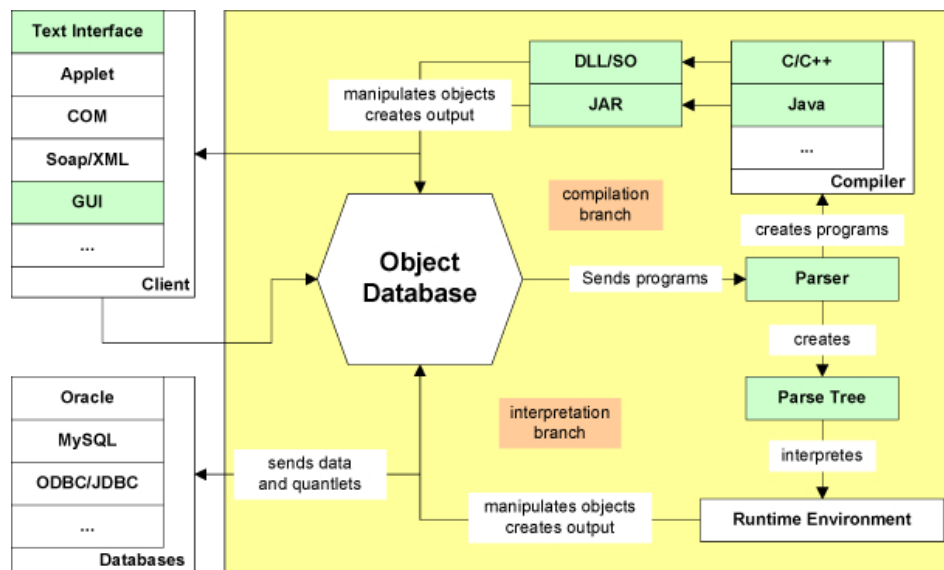 Text Interface
Applet
COM
Soap/XML
GUI
...
Client
DLL/SO
JAR
C/C++
Java
...
Compiler
manipulates objects
creates output
compilation
branch
creates programs
Object
Database
Sends programs
Parser
creates
Parse Tree
interpretation
branch
interpretes
Runtime Environment
manipulates objects
creates output
sends data
and quantlets
Oracle
MySQL
ODBC/JDBC
...
Databases